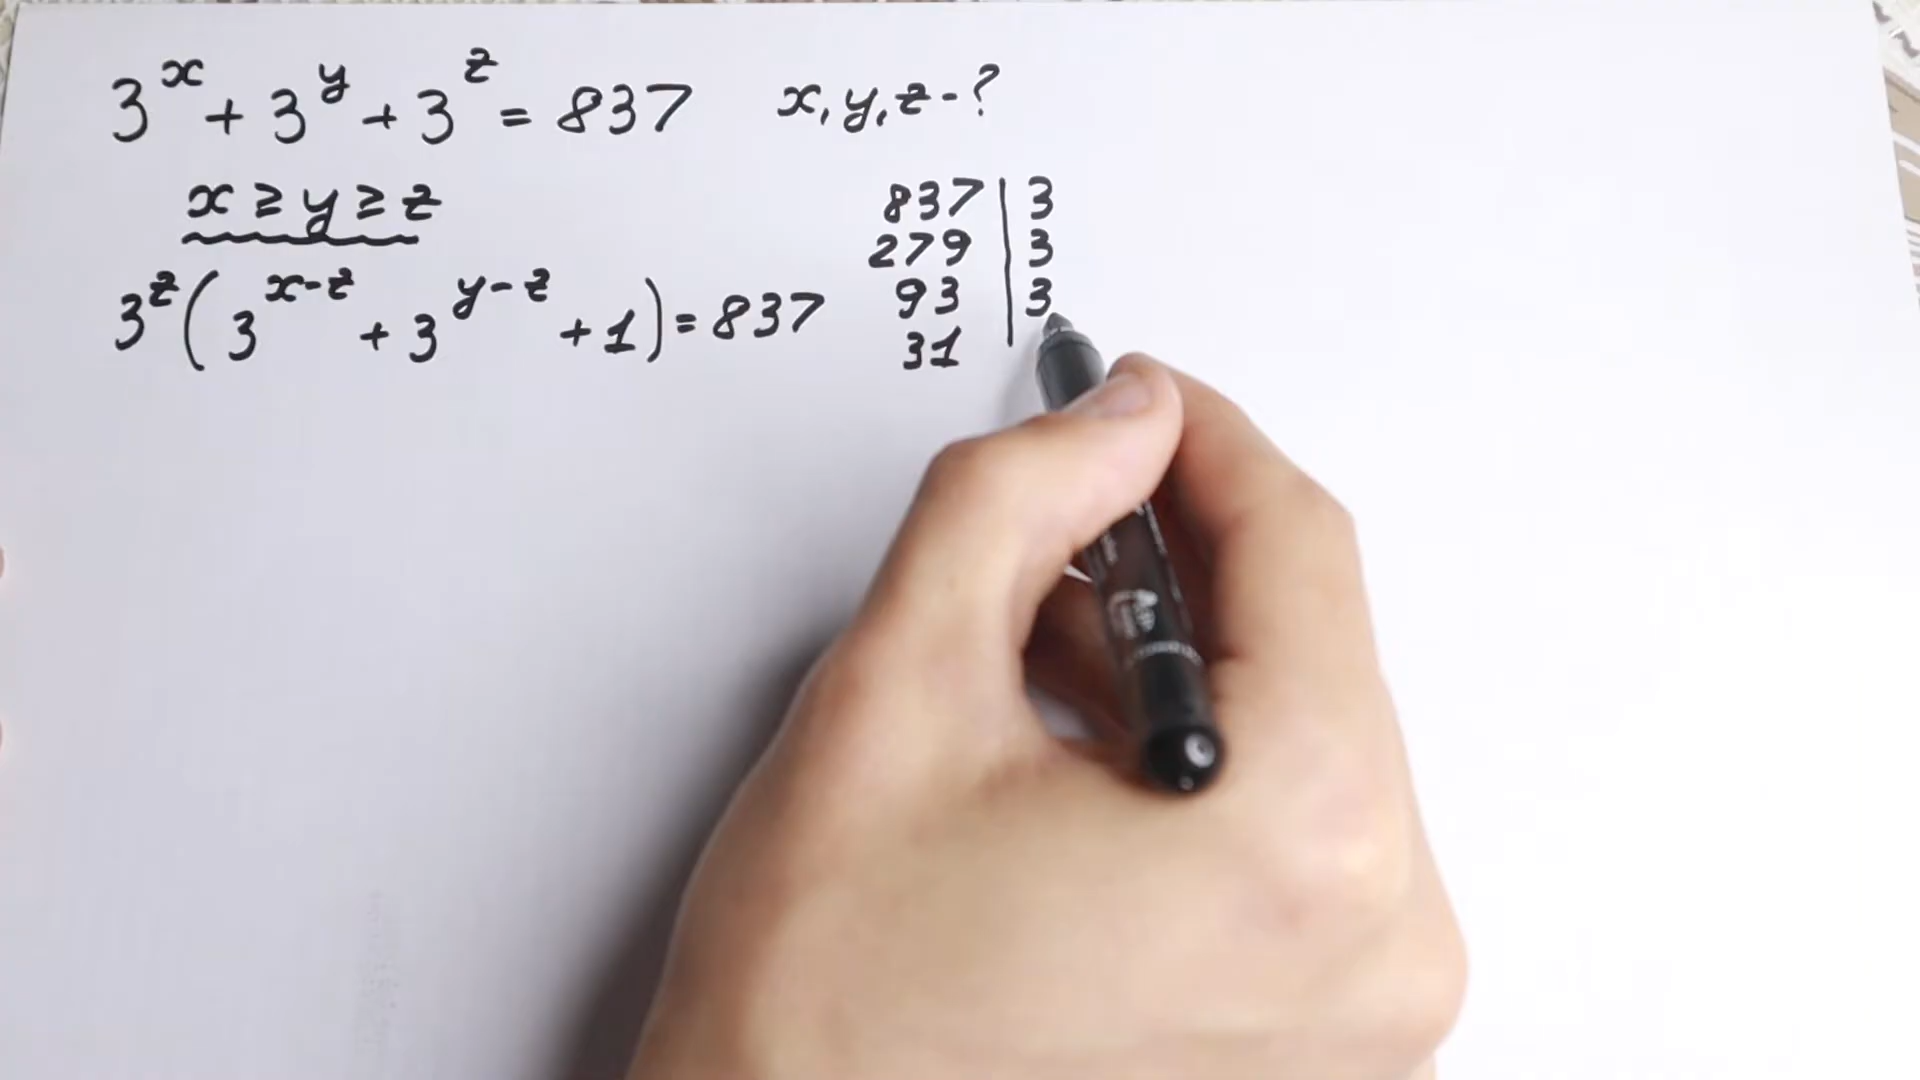 3^x + 3^y + 3^z = 837 x, y, z - ?
x ≥ y ≥ z
3^z ( 3^(x-z) + 3^(y-z) + 1 ) = 837
837 | 3
279 | 3
93 | 3
31 |